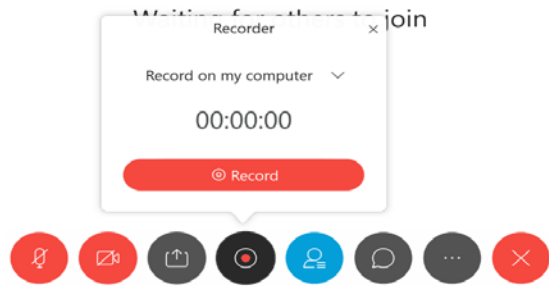 Waiting for others to join
Recorder
Record on my computer
00:00:00
Record